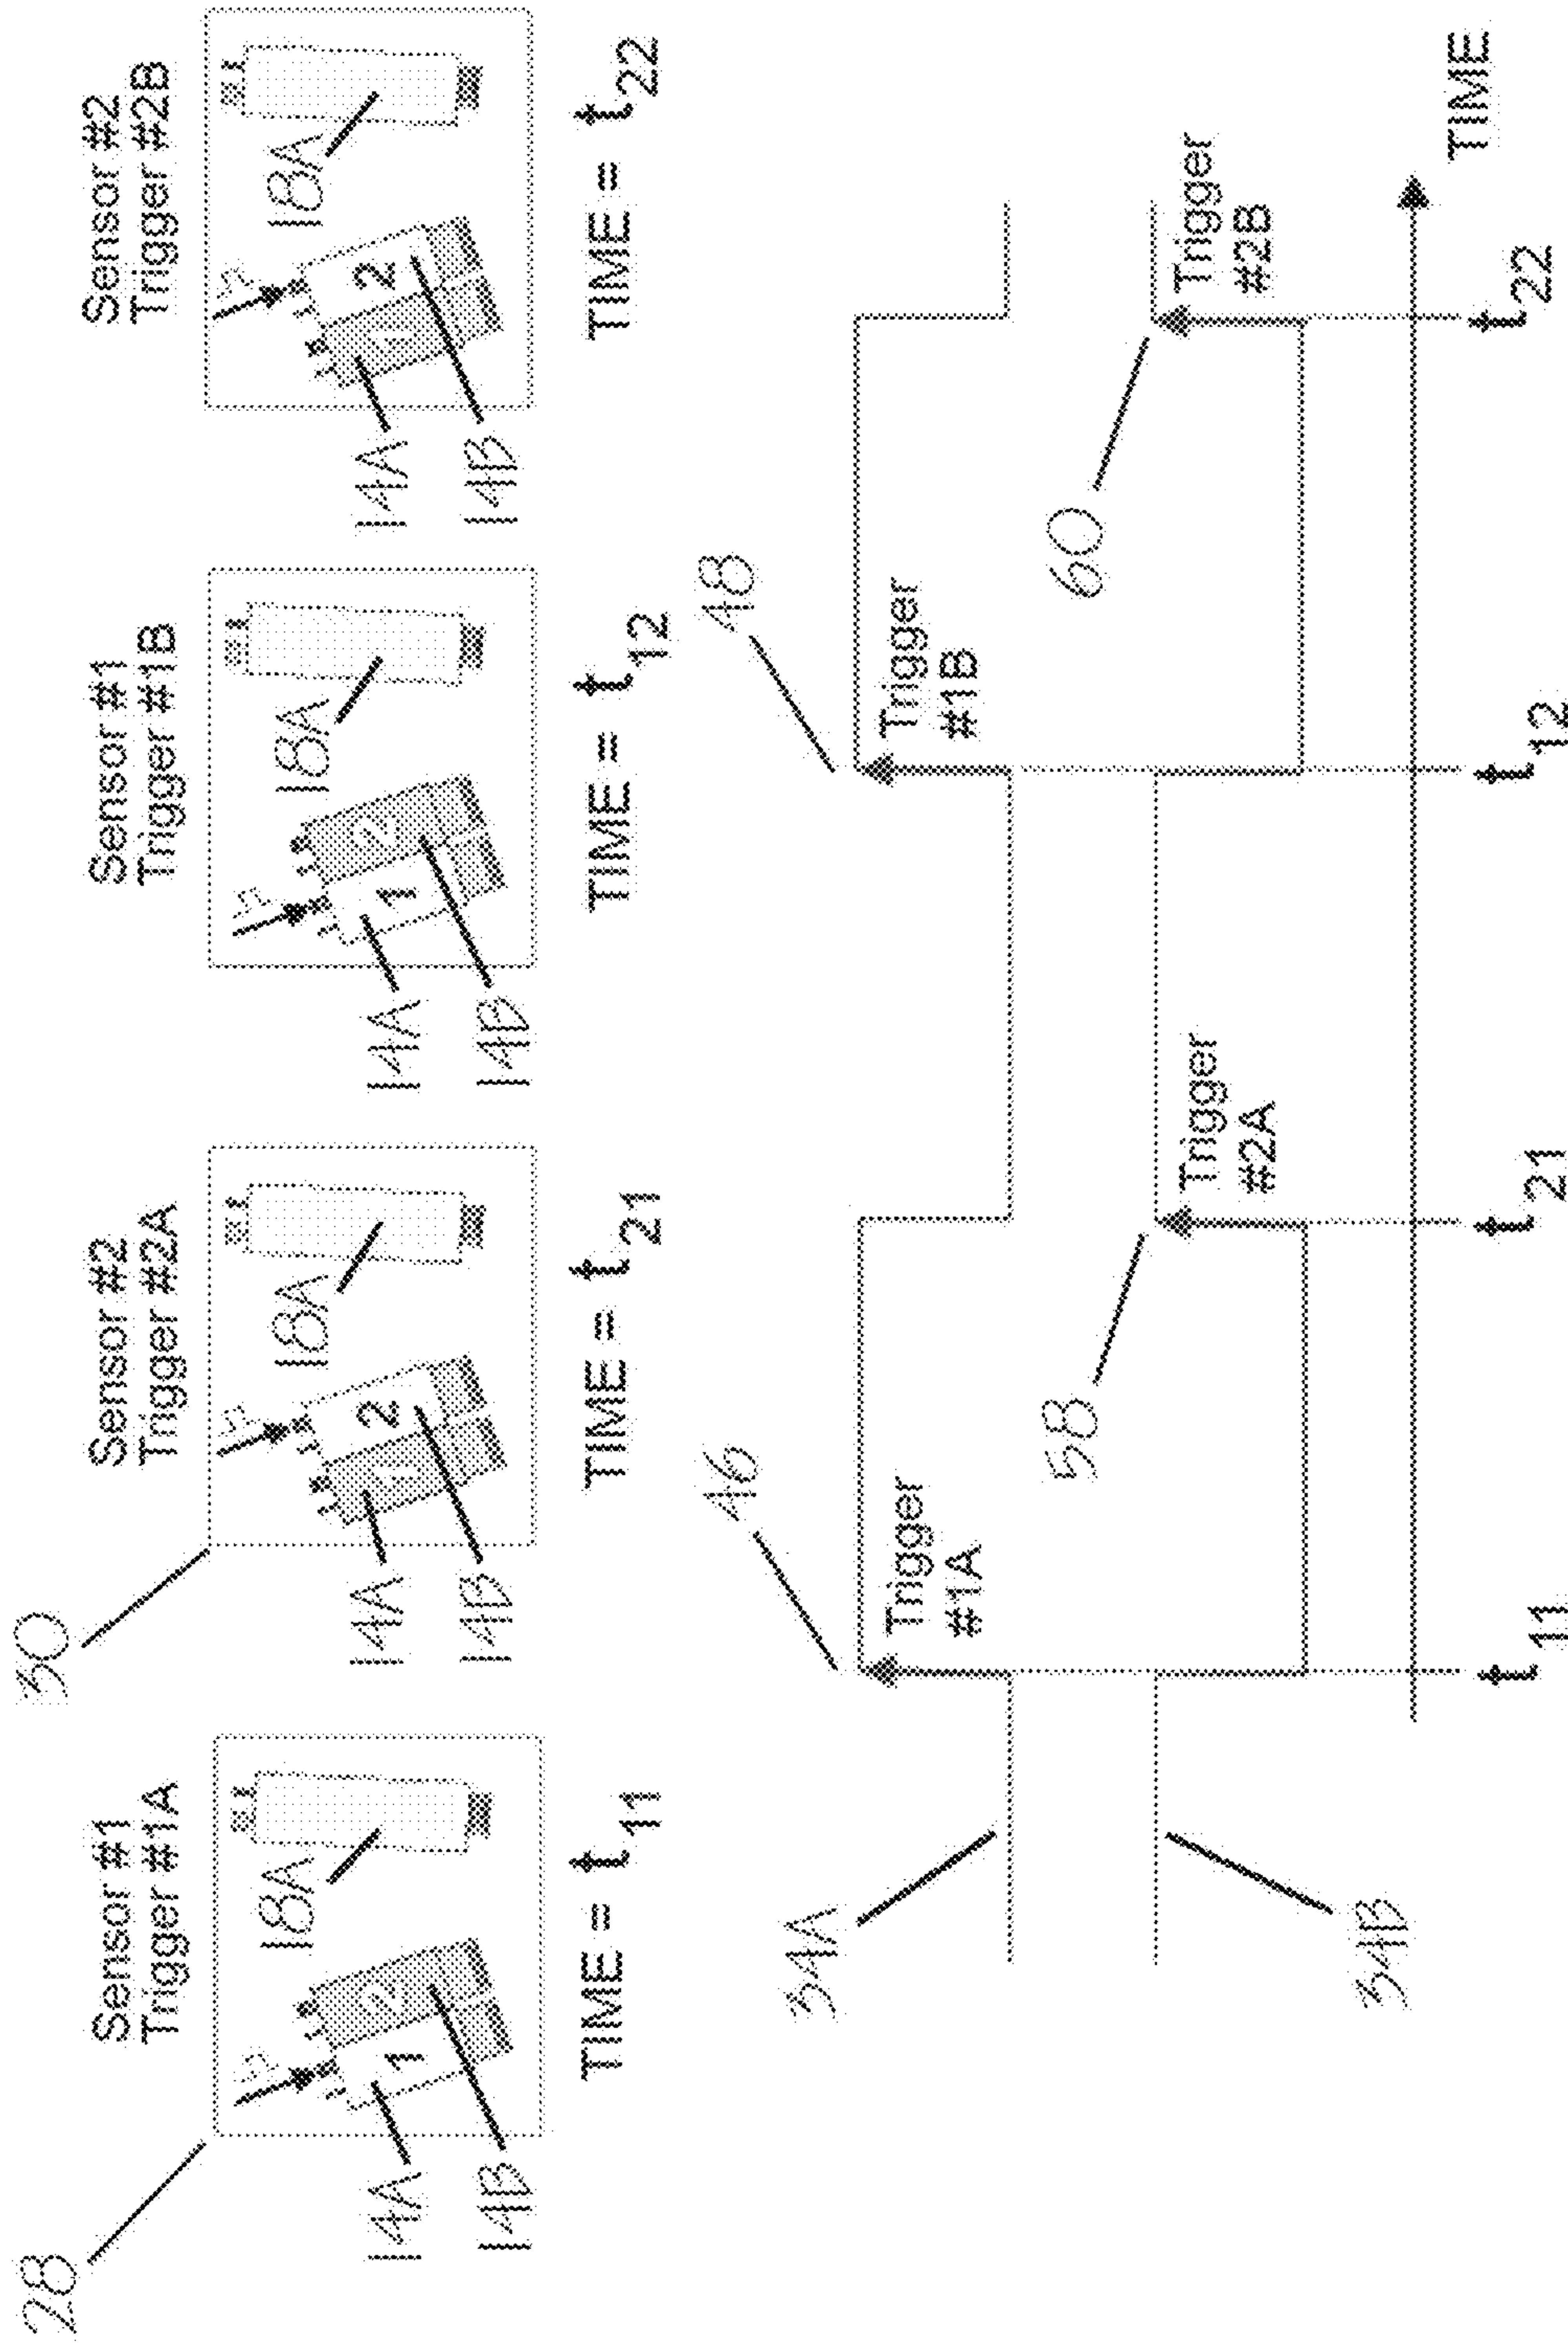 28
30
Sensor #1
Trigger #1A
18A
1
14A
14B
TIME = t11
Sensor #2
Trigger #2A
18A
2
14A
14B
TIME = t21
Sensor #1
Trigger #1B
18A
1
14A
14B
TIME = t12
Sensor #2
Trigger #2B
18A
2
14A
14B
TIME = t22
46
48
34A
Trigger
#1A
Trigger
#1B
58
60
34B
Trigger
#2A
Trigger
#2B
TIME
t11
t21
t12
t22